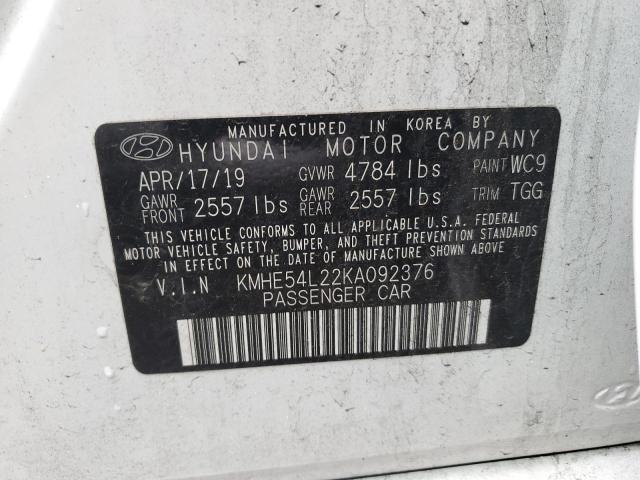 MANUFACTURED IN KOREA BY
HYUNDAI MOTOR COMPANY
APR/17/19 GVWR 4784 lbs PAINT WC9
GAWR FRONT 2557 lbs GAWR REAR 2557 lbs TRIM TGG
THIS VEHICLE CONFORMS TO ALL APPLICABLE U.S.A. FEDERAL
MOTOR VEHICLE SAFETY, BUMPER, AND THEFT PREVENTION STANDARDS
IN EFFECT ON THE DATE OF MANUFACTURE SHOWN ABOVE.
V.I.N KMHE54L22KA092376
PASSENGER CAR